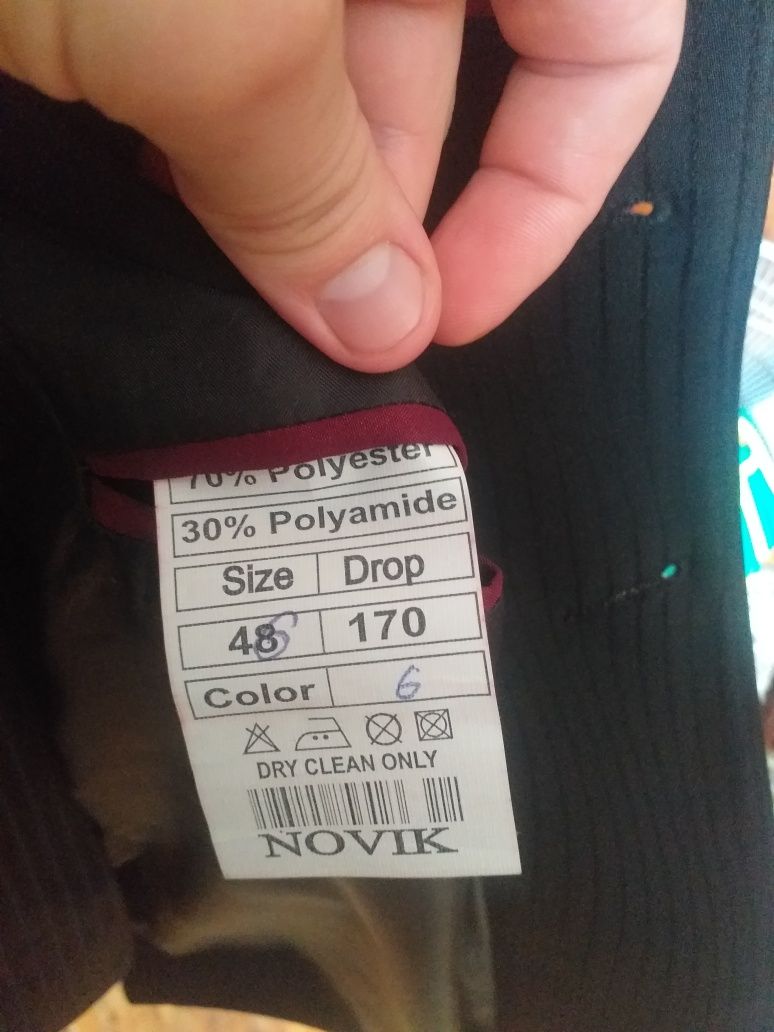 70% Polyester
30% Polyamide
Size Drop
48 170
Color 6
DRY CLEAN ONLY
NOVIK